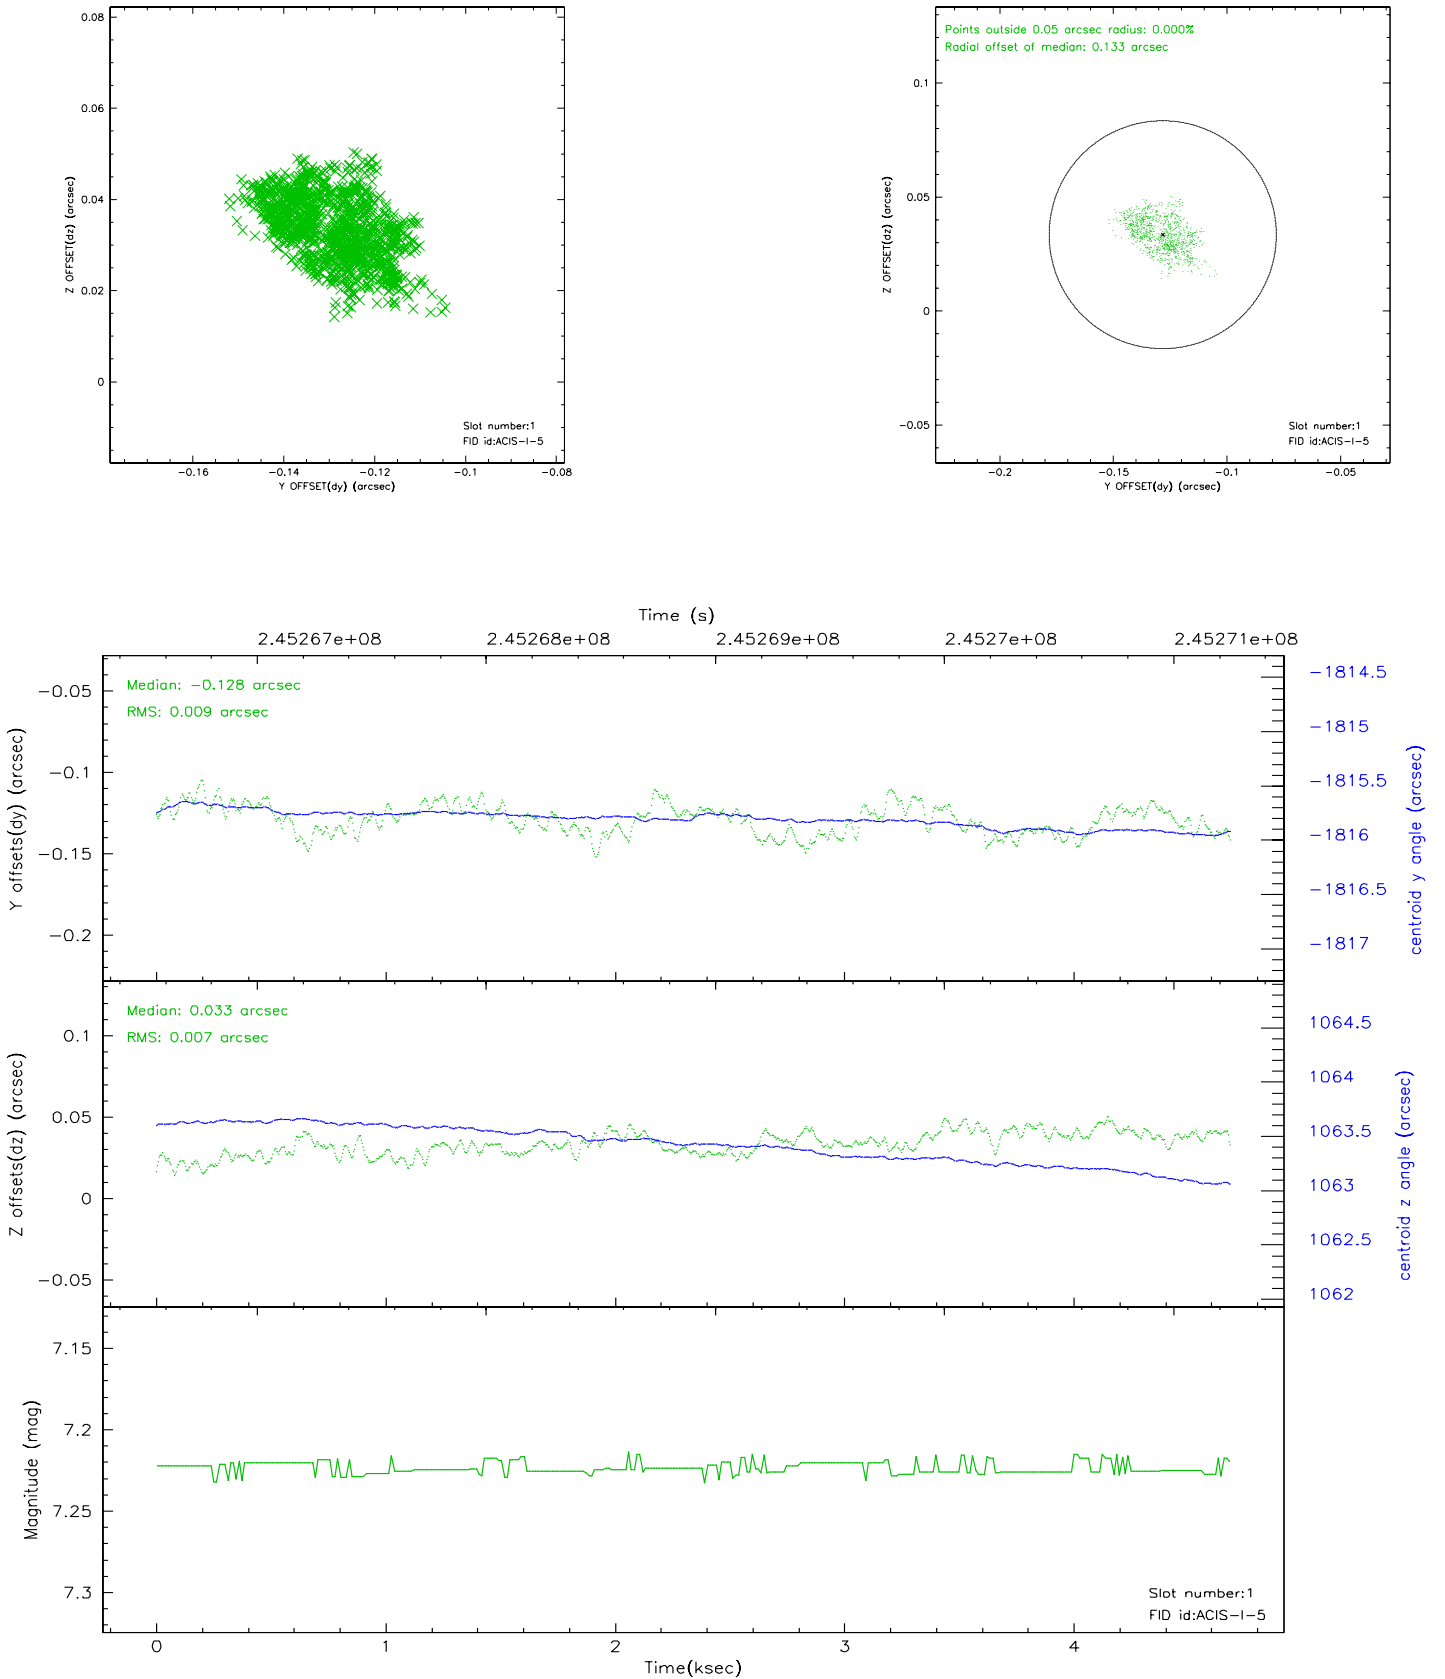 0.08
0.06
0.04
0.02
0
Z OFFSET(dz) (arcsec)
Slot number:1
FID id:ACIS-I-5
-0.16 -0.14 -0.12 -0.1 -0.08
Y OFFSET(dy) (arcsec)
Points outside 0.05 arcsec radius: 0.000%
Radial offset of median: 0.133 arcsec
0.1
0.05
0
-0.05
Z OFFSET(dz) (arcsec)
Slot number:1
FID id:ACIS-I-5
-0.2 -0.15 -0.1 -0.05
Y OFFSET(dy) (arcsec)
Time (s)
2.45267e+08 2.45268e+08 2.45269e+08 2.4527e+08 2.45271e+08
Median: -0.128 arcsec
RMS: 0.009 arcsec
-0.05
-0.1
-0.15
-0.2
Y offsets(dy) (arcsec)
-1814.5
-1815
-1815.5
-1816
-1816.5
-1817
centroid y angle (arcsec)
Median: 0.033 arcsec
RMS: 0.007 arcsec
0.1
0.05
0
-0.05
Z offsets(dz) (arcsec)
1064.5
1064
1063.5
1063
1062.5
1062
centroid z angle (arcsec)
7.15
7.2
7.25
7.3
Magnitude (mag)
Slot number:1
FID id:ACIS-I-5
0 1 2 3 4
Time(ksec)